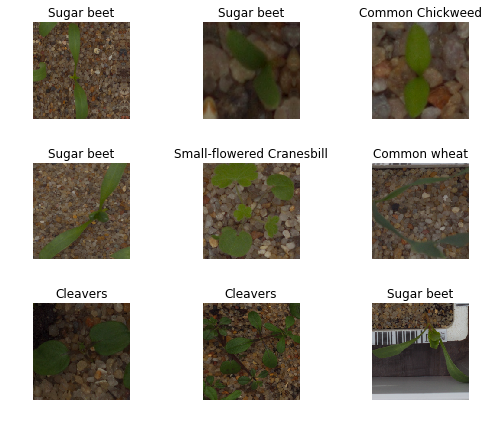 Sugar beet
Sugar beet
Common Chickweed
Sugar beet
Small-flowered Cranesbill
Common wheat
Cleavers
Cleavers
Sugar beet